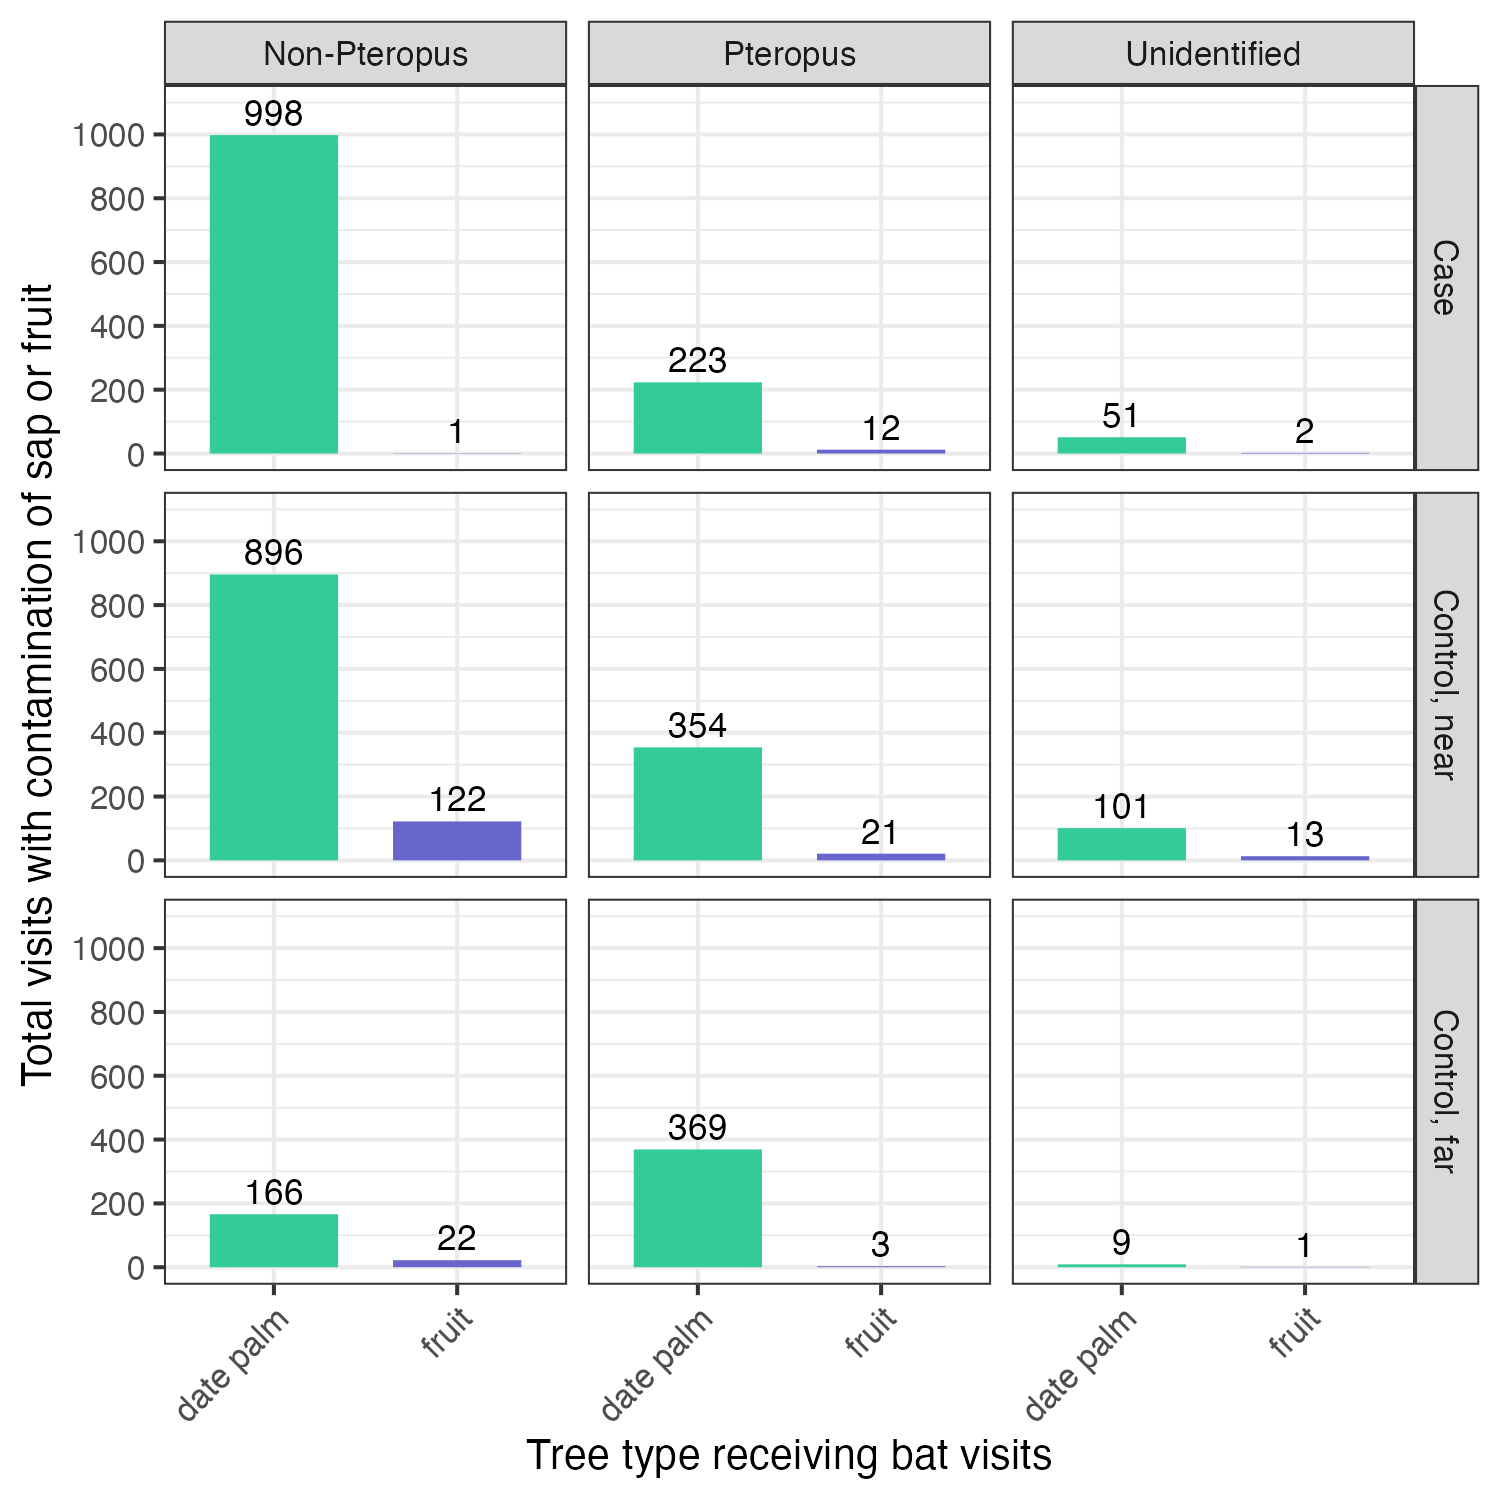 Non-Pteropus
Pteropus
Unidentified
Total visits with contamination of sap or fruit
1000
800
600
400
200
0
998
1
223
12
51
2
Case
1000
800
600
400
200
0
896
122
354
21
101
13
Control, near
1000
800
600
400
200
0
166
22
369
3
9
1
Control, far
date palm
fruit
date palm
fruit
date palm
fruit
Tree type receiving bat visits